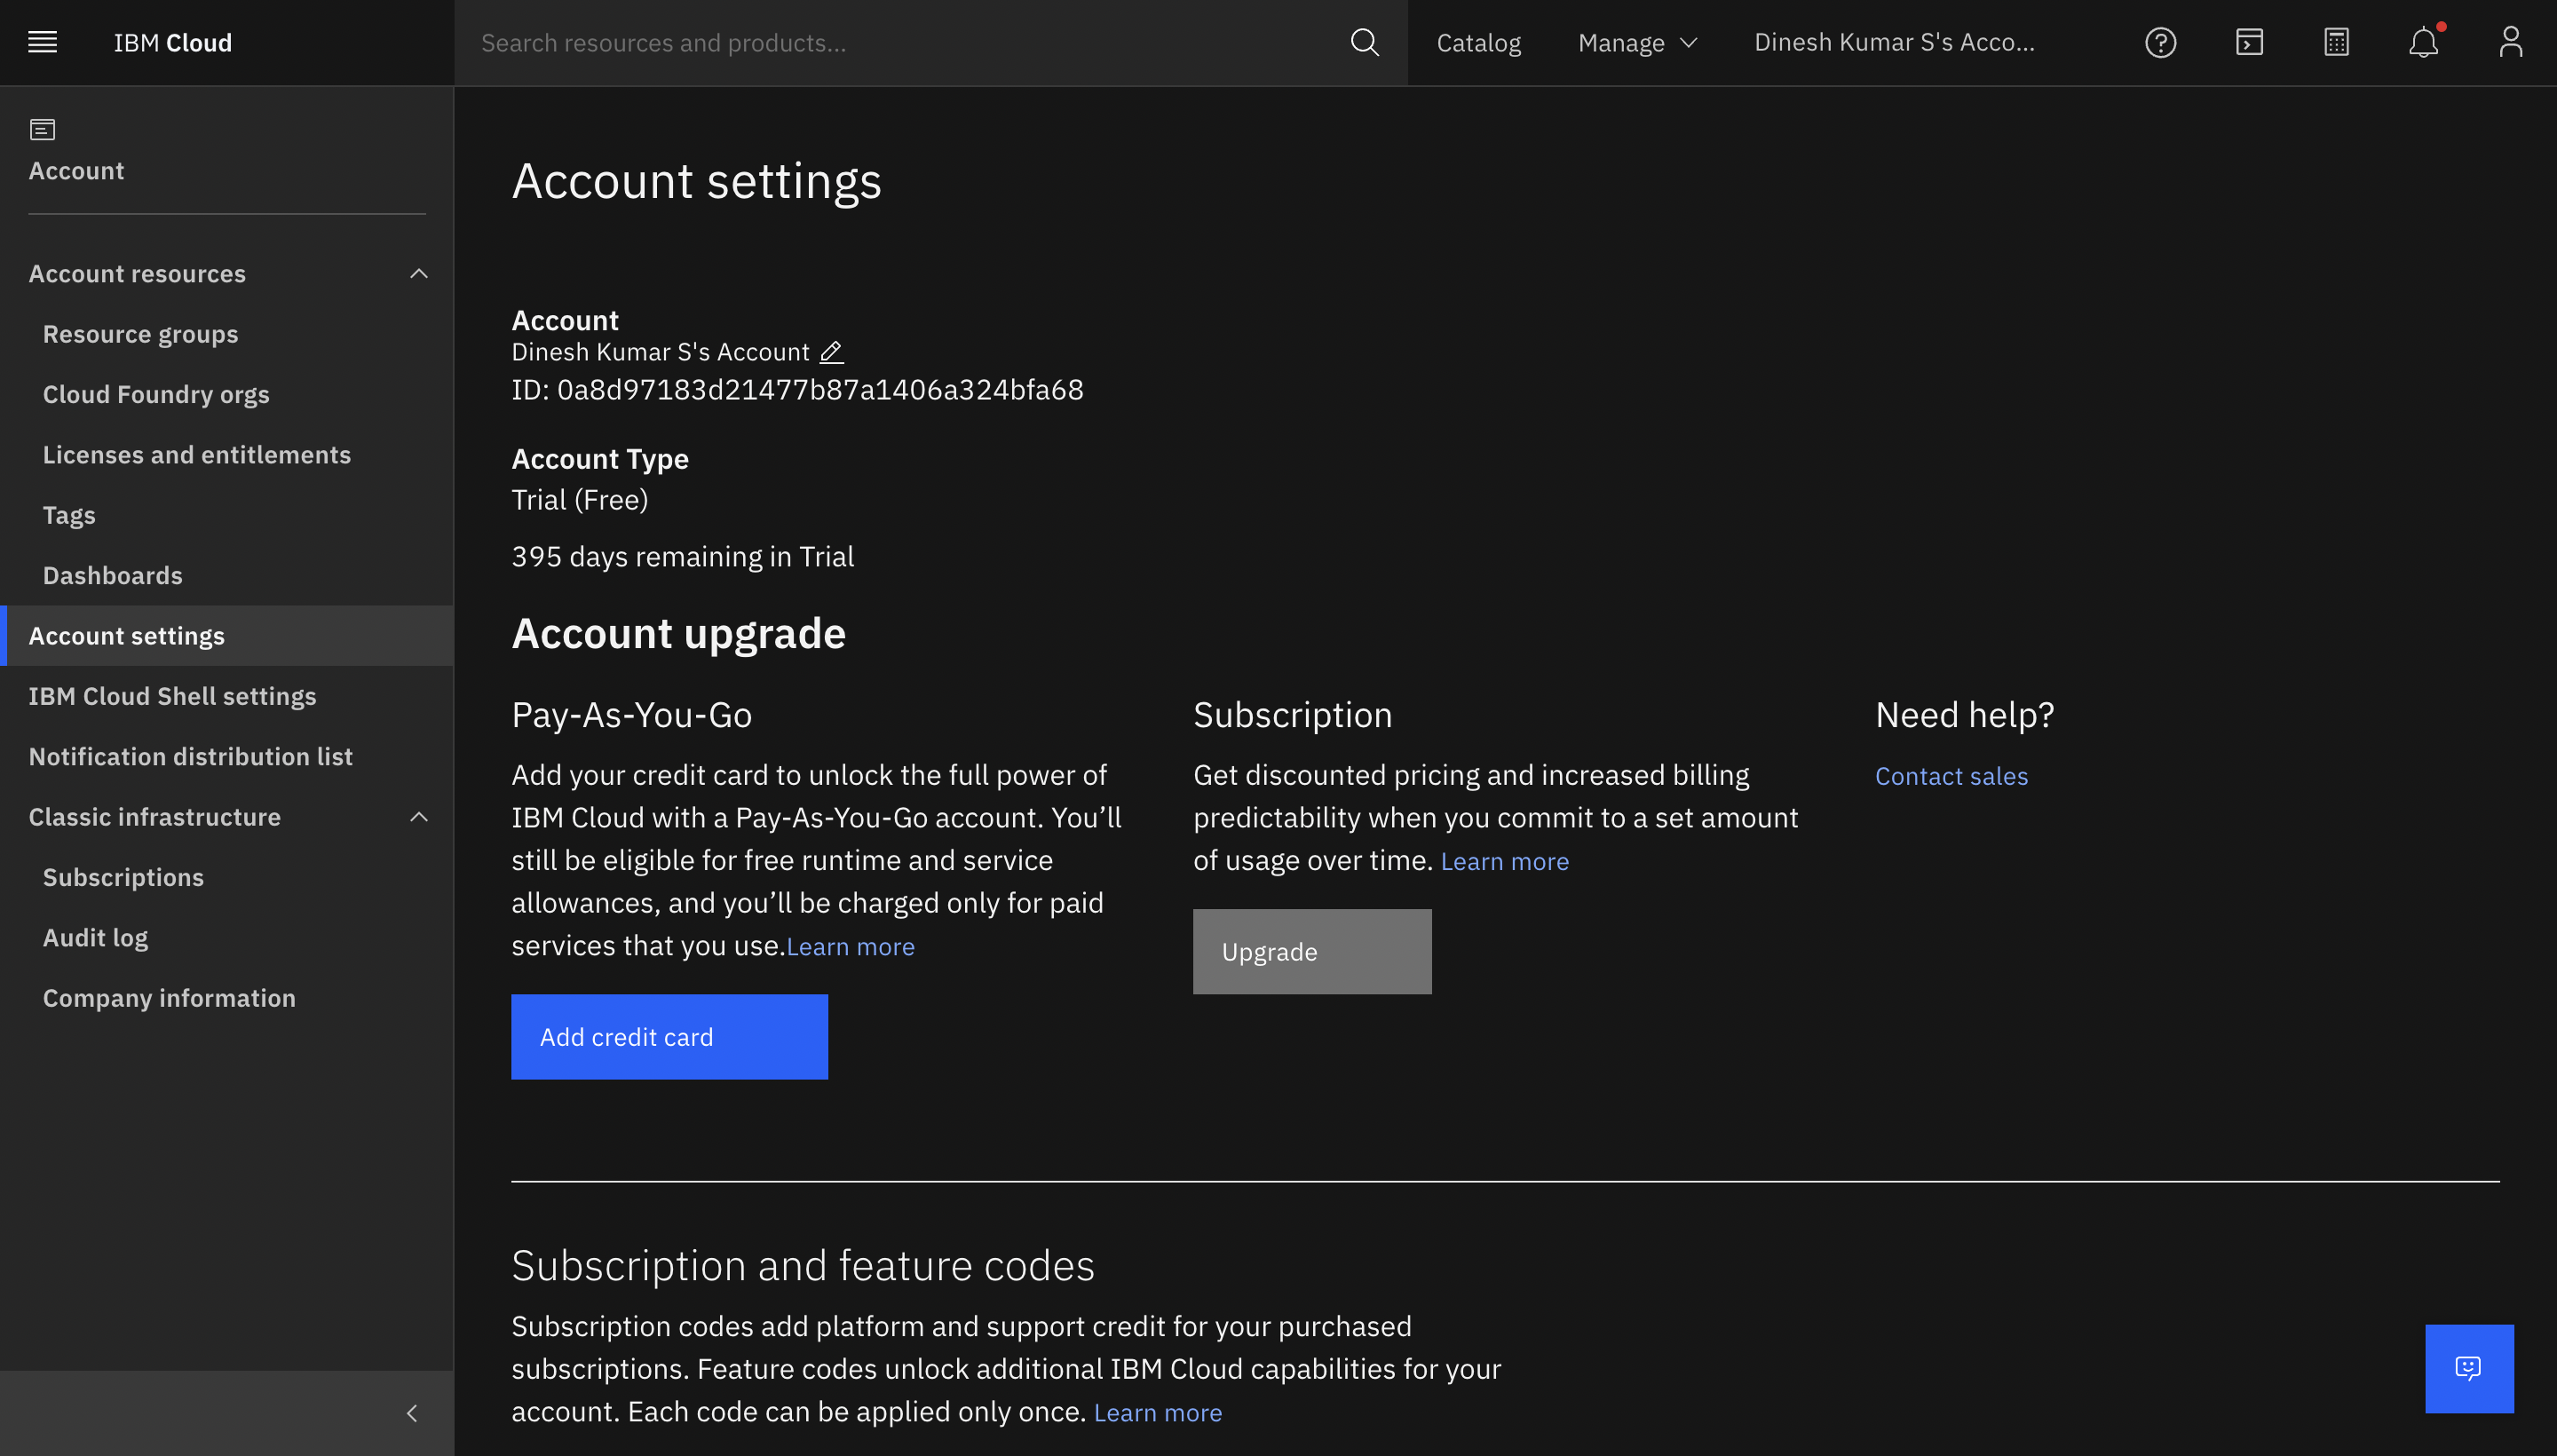 IBM Cloud
Search resources and products...
Catalog
Manage
Dinesh Kumar S's Acco...
Account
Account resources
Resource groups
Cloud Foundry orgs
Licenses and entitlements
Tags
Dashboards
Account settings
IBM Cloud Shell settings
Notification distribution list
Classic infrastructure
Subscriptions
Audit log
Company information
Account settings
Account
Dinesh Kumar S's Account
ID: 0a8d97183d21477b87a1406a324bfa68
Account Type
Trial (Free)
395 days remaining in Trial
Account upgrade
Pay-As-You-Go
Add your credit card to unlock the full power of
IBM Cloud with a Pay-As-You-Go account. You’ll
still be eligible for free runtime and service
allowances, and you’ll be charged only for paid
services that you use.Learn more
Add credit card
Subscription
Get discounted pricing and increased billing
predictability when you commit to a set amount
of usage over time. Learn more
Upgrade
Need help?
Contact sales
Subscription and feature codes
Subscription codes add platform and support credit for your purchased
subscriptions. Feature codes unlock additional IBM Cloud capabilities for your
account. Each code can be applied only once. Learn more